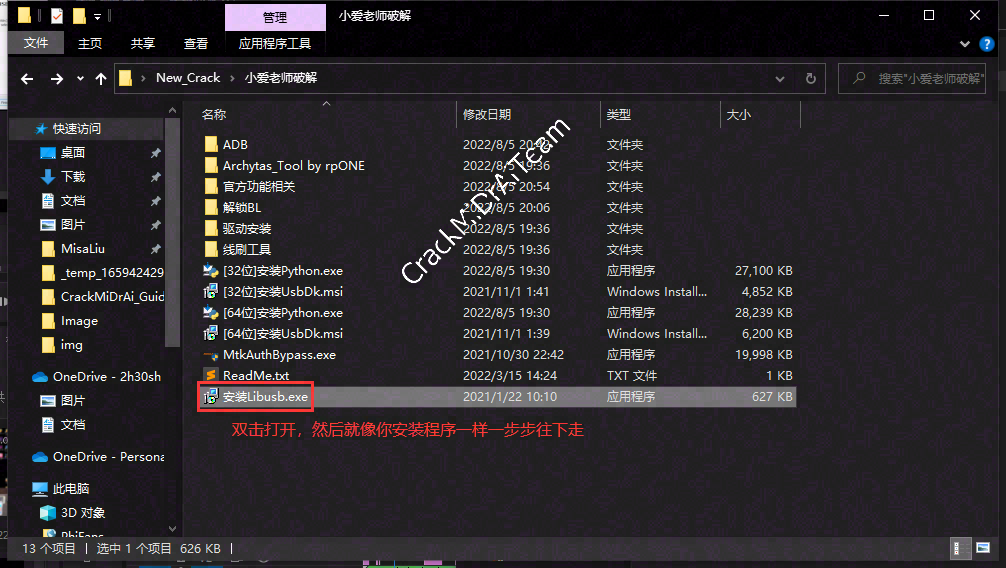 管理
小爱老师破解
文件
主页
共享
查看
应用程序工具
New_Crack
小爱老师破解
搜索"小爱老师破解"
名称
修改日期
类型
大小
快速访问
桌面
下载
文档
图片
MisaLiu
_temp_165942429
CrackMiDrAi_Guid
Image
img
OneDrive - 2h30sh
图片
文档
OneDrive - Persona
此电脑
3D 对象
PhiFans
ADB 2022/8/5 20:42 文件夹
Archytas_Tool by rpONE 2022/8/5 19:36 文件夹
官方功能相关 2022/8/5 20:54 文件夹
解锁BL 2022/8/5 20:06 文件夹
驱动安装 2022/8/5 19:36 文件夹
线刷工具 2022/8/5 19:36 文件夹
[32位]安装Python.exe 2022/8/5 19:30 应用程序 27,100 KB
[32位]安装UsbDk.msi 2021/11/1 1:41 Windows Install... 4,852 KB
[64位]安装Python.exe 2022/8/5 19:30 应用程序 28,239 KB
[64位]安装UsbDk.msi 2021/11/1 1:39 Windows Install... 6,200 KB
MtkAuthBypass.exe 2021/10/30 22:42 应用程序 19,998 KB
ReadMe.txt 2022/3/15 14:24 TXT 文件 1 KB
安装Libusb.exe 2021/1/22 10:10 应用程序 627 KB
双击打开，然后就像你安装程序一样一步步往下走
CrackMiDrAiTeam
13 个项目
选中 1 个项目 626 KB